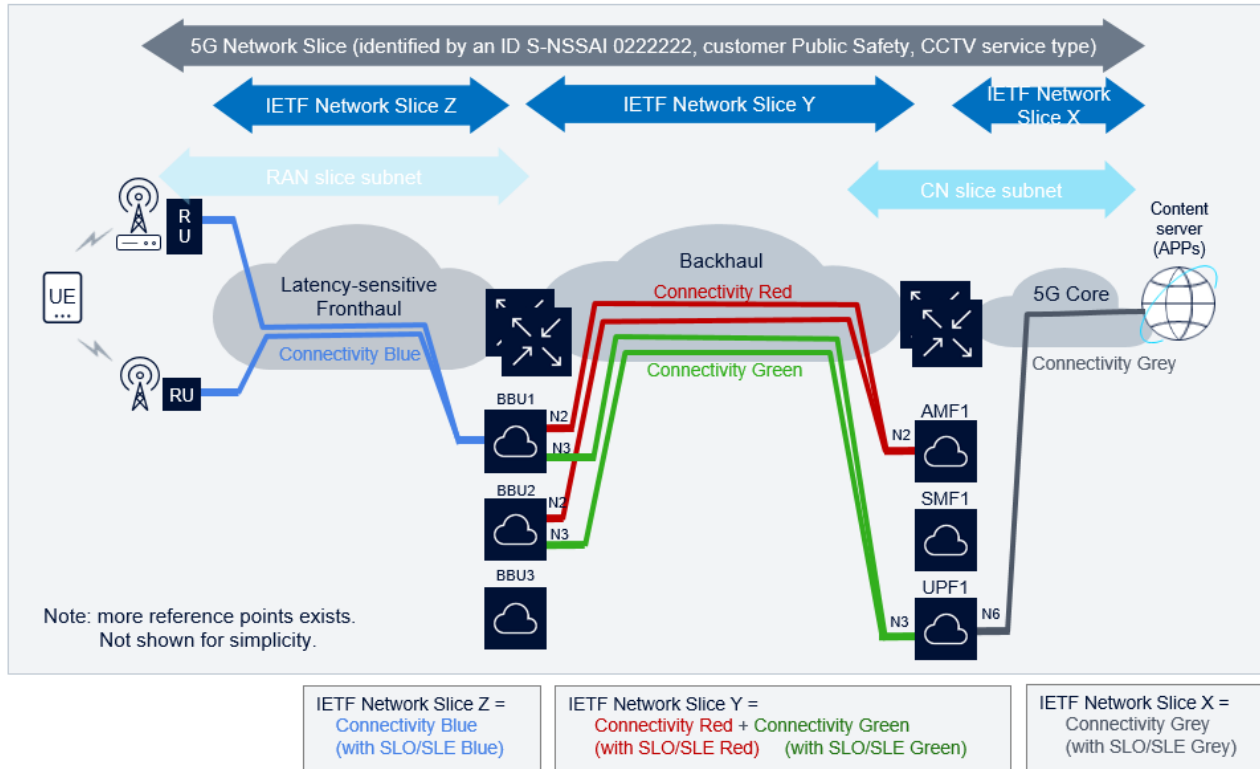 5G Network Slice (identified by an ID S-NSSAI 0222222, customer Public Safety, CCTV service type)
IETF Network Slice Z
IETF Network Slice Y
IETF Network
Slice X
RAN slice subnet
CN slice subnet
R
U
Content
server
(APPs)
UE
Latency-sensitive
Fronthaul
Backhaul
Connectivity Red
5G Core
Connectivity Blue
Connectivity Green
Connectivity Grey
RU
BBU1
N2
N3
AMF1
N2
BBU2
N2
N3
SMF1
BBU3
UPF1
N3
N6
Note: more reference points exists.
Not shown for simplicity.
IETF Network Slice Z =
Connectivity Blue
(with SLO/SLE Blue)
IETF Network Slice Y =
Connectivity Red + Connectivity Green
(with SLO/SLE Red) (with SLO/SLE Green)
IETF Network Slice X =
Connectivity Grey
(with SLO/SLE Grey)